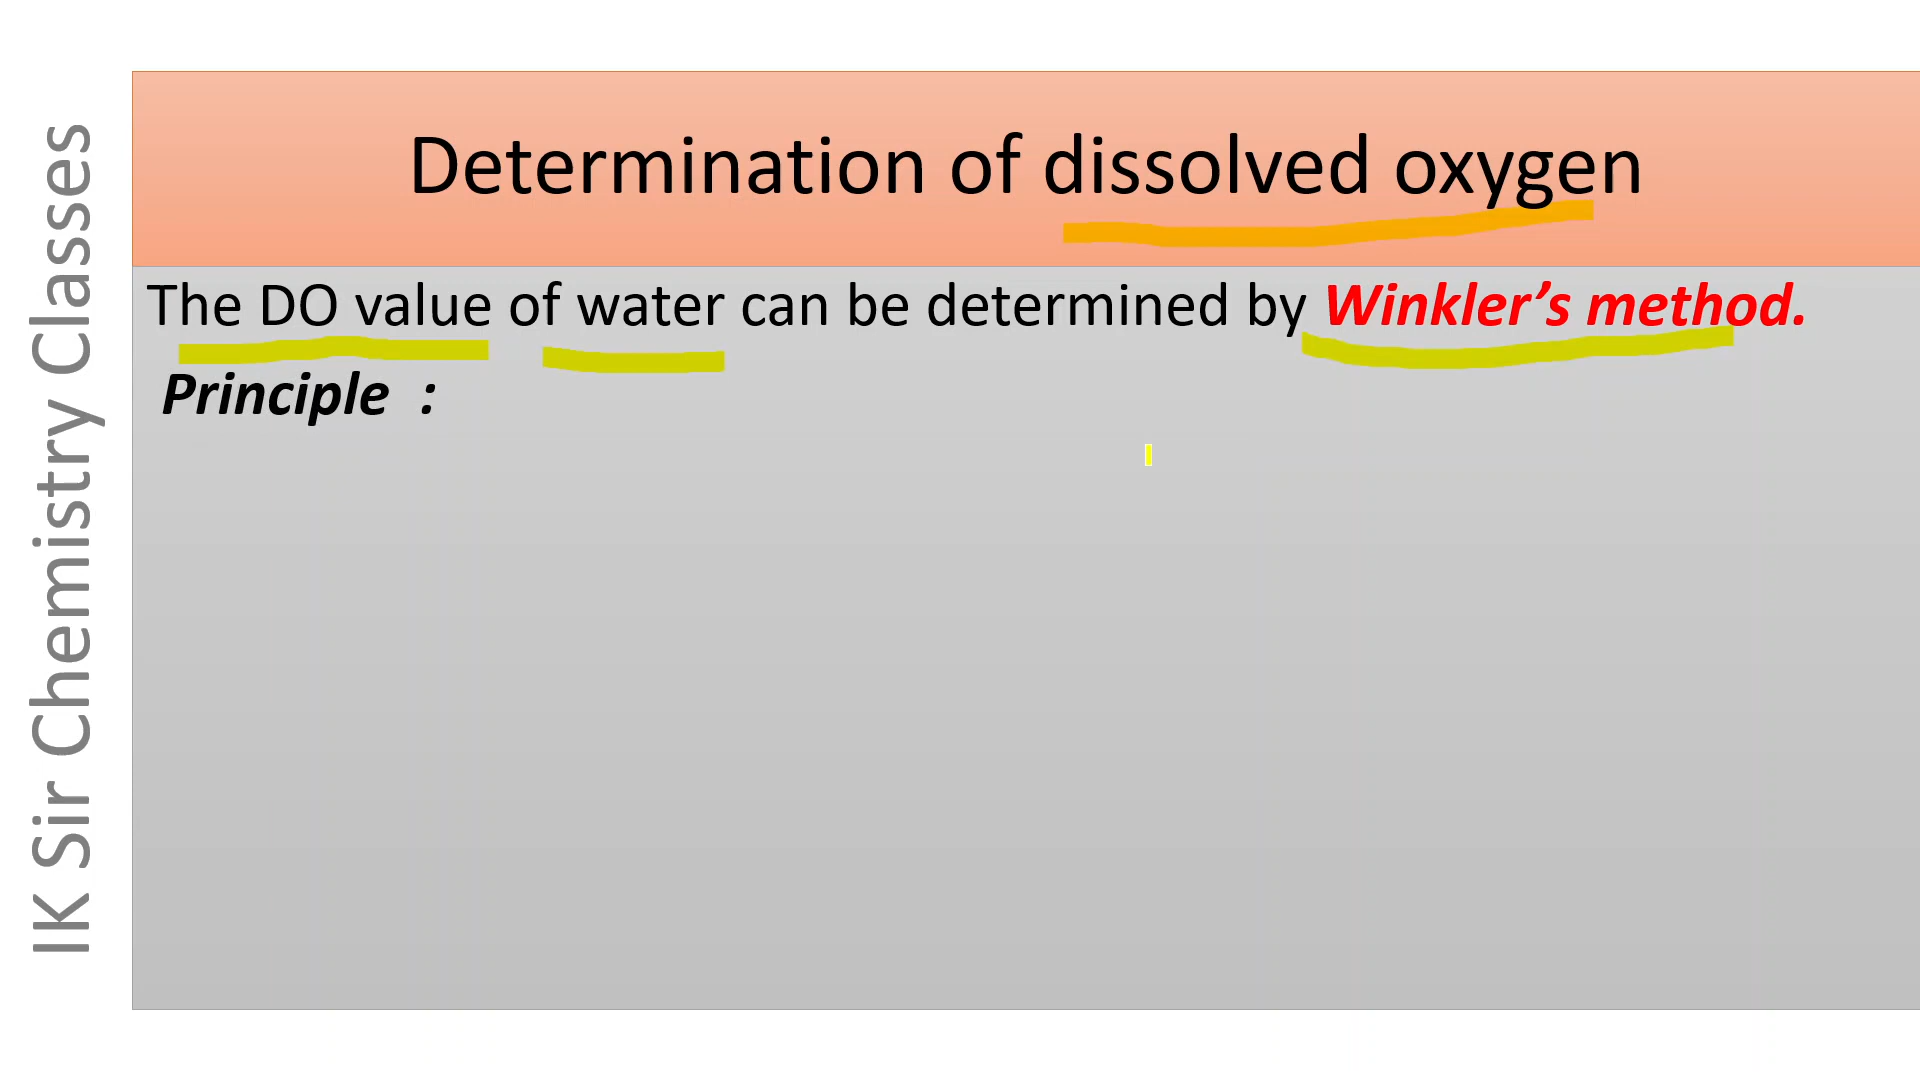 IK Sir Chemistry Classes
Determination of dissolved oxygen
The DO value of water can be determined by Winkler’s method.
Principle :